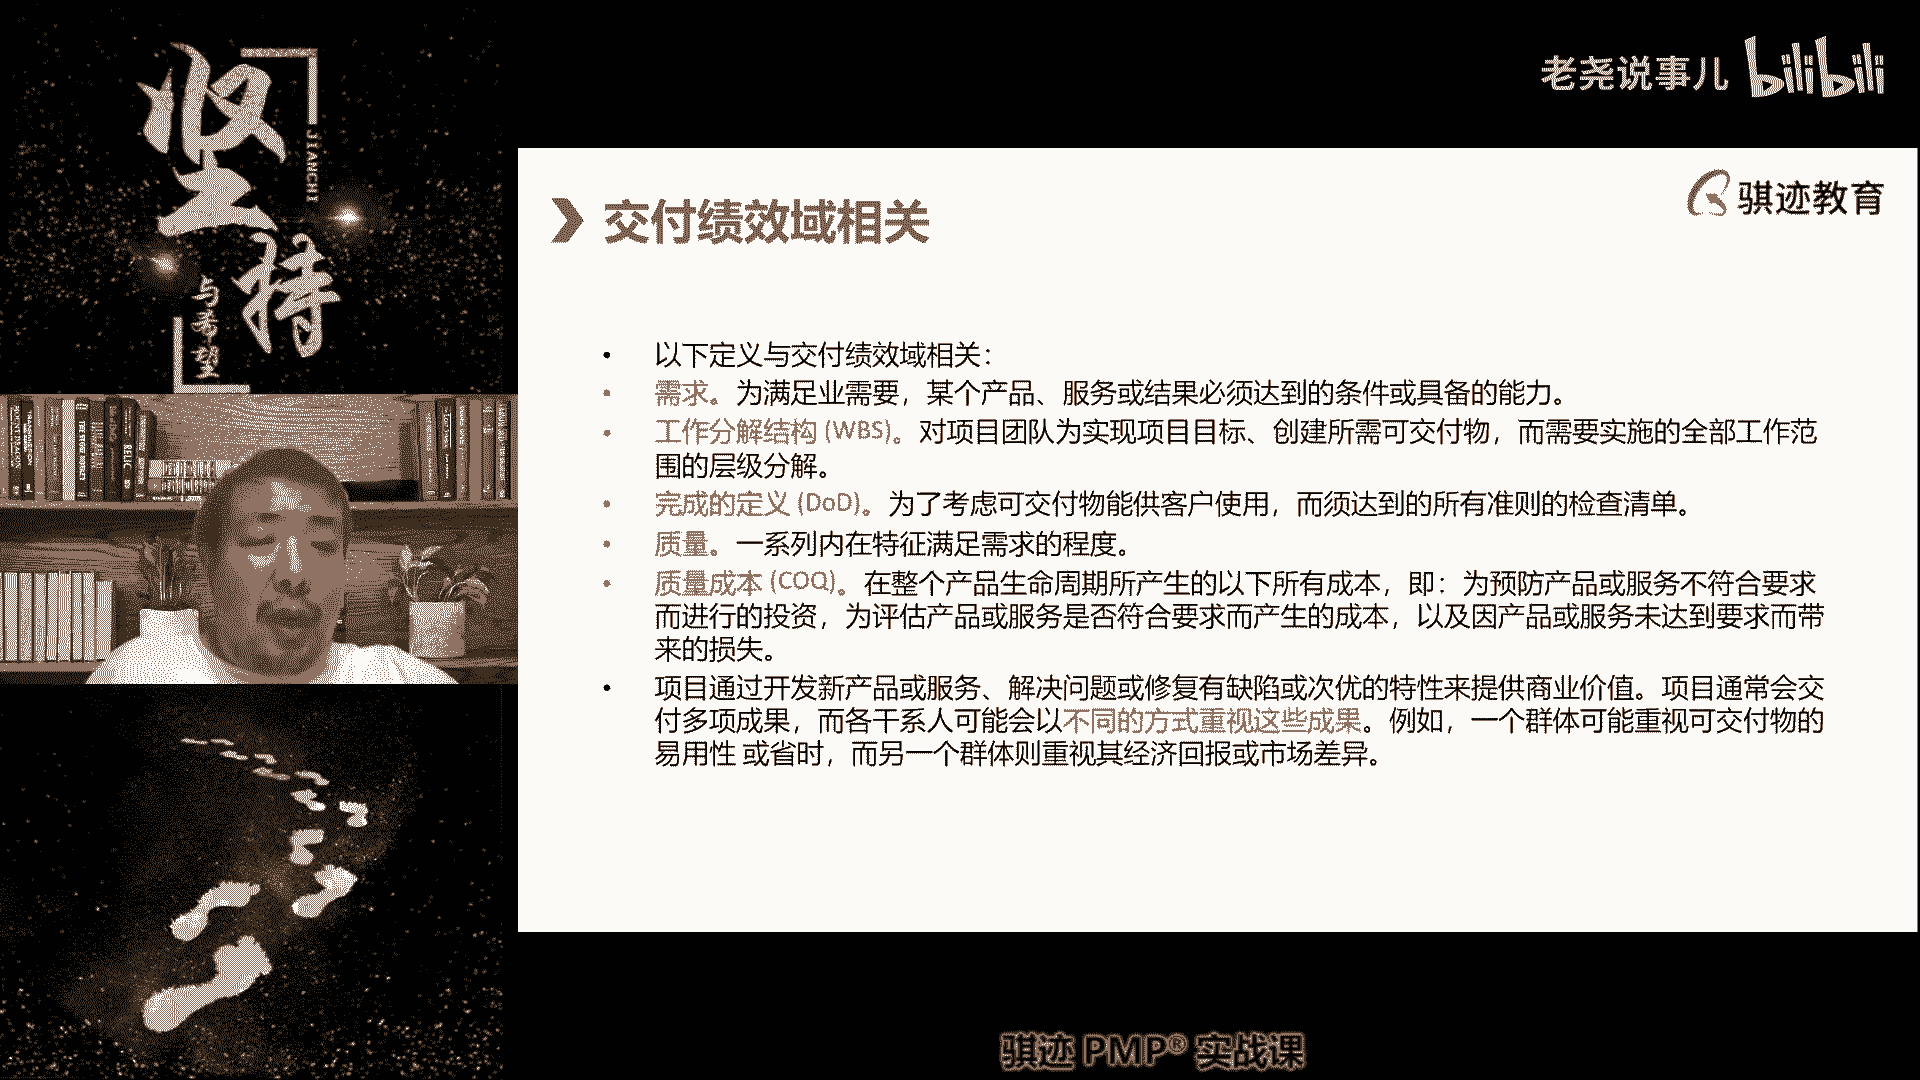 坚持
JIANCHI
与希望
老尧说事儿 bilibili
骐迹教育
交付绩效域相关
• 以下定义与交付绩效域相关：
• 需求。为满足业需要，某个产品、服务或结果必须达到的条件或具备的能力。
• 工作分解结构 (WBS)。对项目团队为实现项目目标、创建所需可交付物，而需要实施的全部工作范
围的层级分解。
• 完成的定义 (DoD)。为了考虑可交付物能供客户使用，而须达到的所有准则的检查清单。
• 质量。一系列内在特征满足需求的程度。
• 质量成本 (COQ)。在整个产品生命周期所产生的以下所有成本，即：为预防产品或服务不符合要求
而进行的投资，为评估产品或服务是否符合要求而产生的成本，以及因产品或服务未达到要求而带
来的损失。
• 项目通过开发新产品或服务、解决问题或修复有缺陷或次优的特性来提供商业价值。项目通常会交
付多项成果，而各干系人可能会以不同的方式重视这些成果。例如，一个群体可能重视可交付物的
易用性 或省时，而另一个群体则重视其经济回报或市场差异。
骐迹 PMP® 实战课